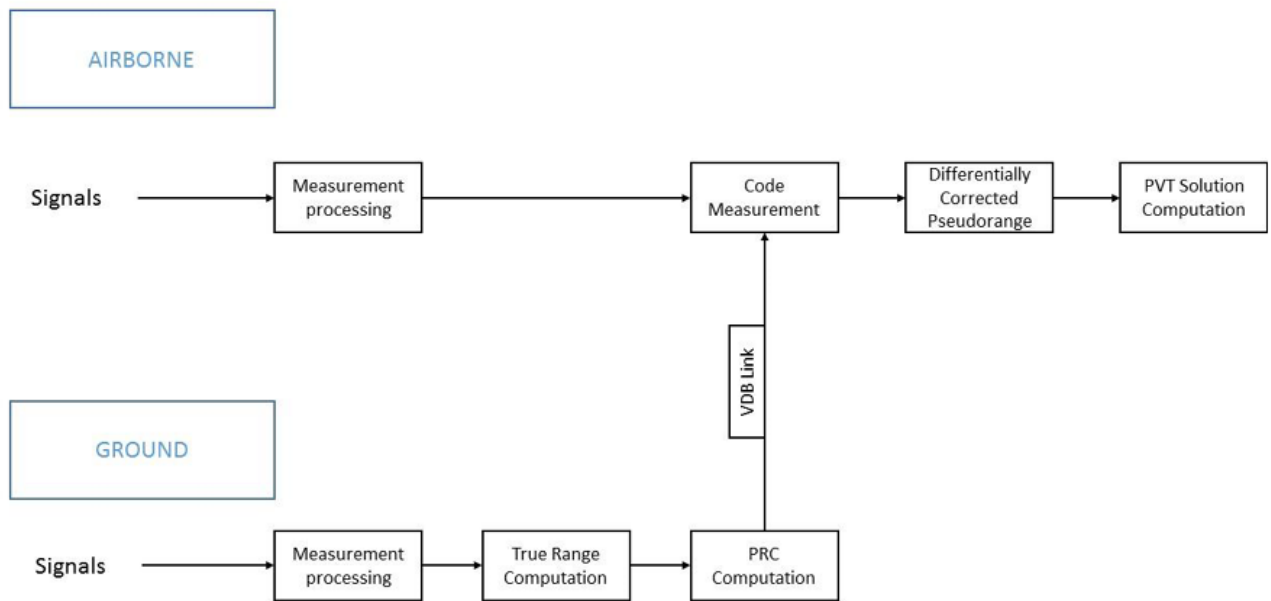 AIRBORNE
Signals
Measurement
processing
Code
Measurement
Differentially
Corrected
Pseudorange
PVT Solution
Computation
VDB Link
GROUND
Signals
Measurement
processing
True Range
Computation
PRC
Computation